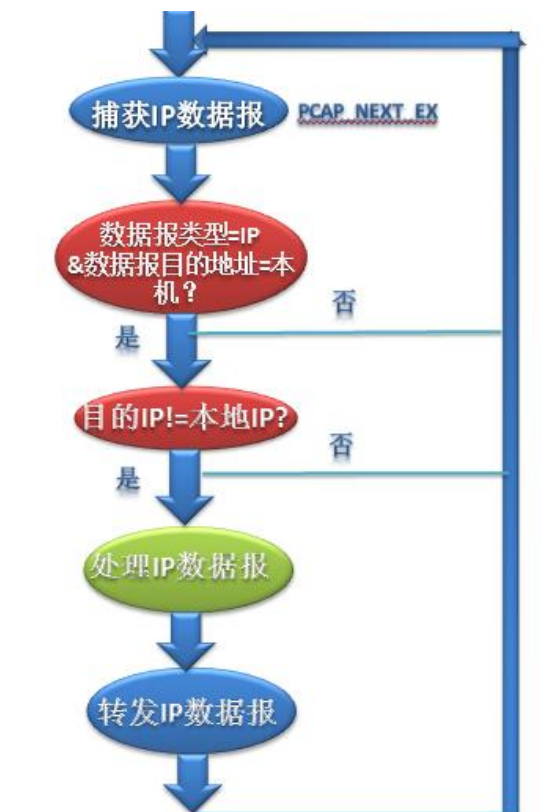 捕获IP数据报
PCAP_NEXT_EX
数据报类型=IP
&数据报目的地址=本
机？
否
是
目的IP!=本地IP?
否
是
处理IP数据报
转发IP数据报